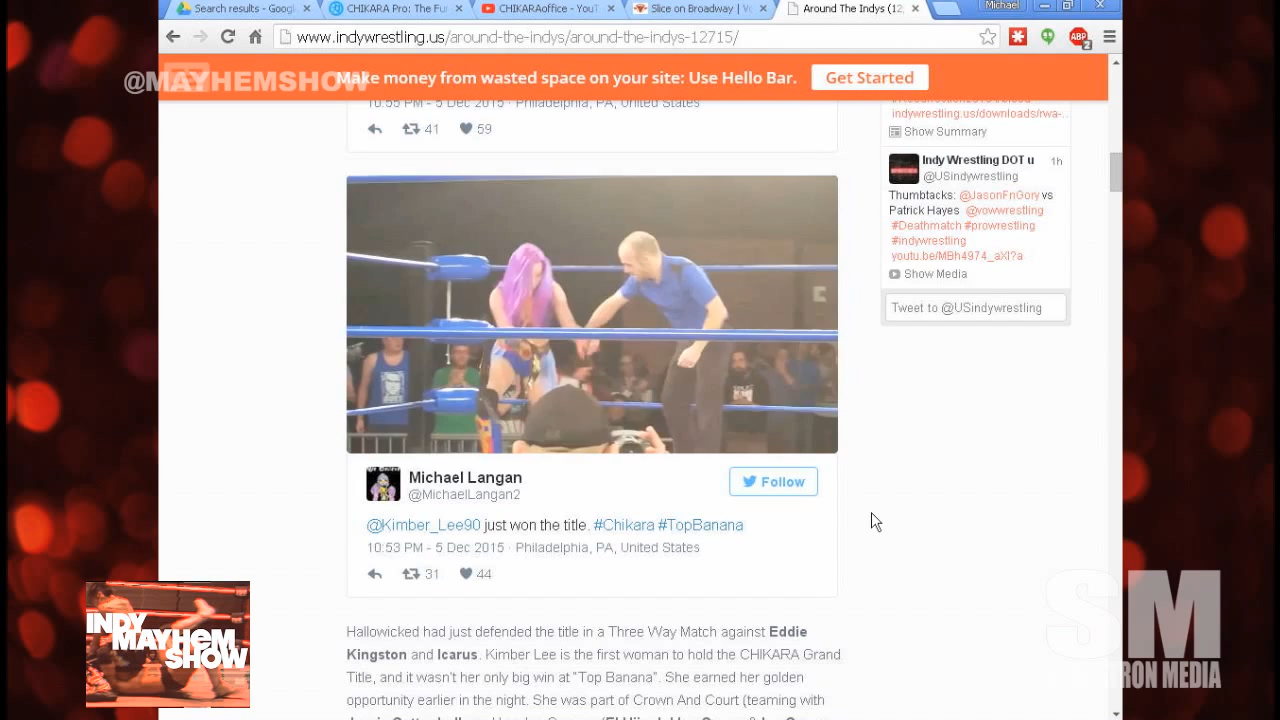 Search results - Googl
CHIKARA Pro: The Fun
CHIKARAoffice - YouT
Slice on Broadway | Vo
Around The Indys (12,
Michael
www.indywrestling.us/around-the-indys/around-the-indys-12715/
ABP
2
@MAYHEMSHOW
Make money from wasted space on your site: Use Hello Bar.
Get Started
10:55 PM - 5 Dec 2015 · Philadelphia, PA, United States
41
59
indywrestling.us/downloads/rwa-...
Show Summary
Indy Wrestling DOT u
1h
@USindywrestling
Thumbtacks: @JasonFnGory vs
Patrick Hayes @vowwrestling
#Deathmatch #prowrestling
#indywrestling
youtu.be/MBh4974_aXI?a
Show Media
Tweet to @USindywrestling
Michael Langan
@MichaelLangan2
Follow
@Kimber_Lee90 just won the title. #Chikara #TopBanana
10:53 PM - 5 Dec 2015 · Philadelphia, PA, United States
31
44
Hallowicked had just defended the title in a Three Way Match against Eddie
Kingston and Icarus. Kimber Lee is the first woman to hold the CHIKARA Grand
Title, and it wasn't her only big win at "Top Banana". She earned her golden
opportunity earlier in the night. She was part of Crown And Court (teaming with
INDY
MAYHEM
SHOW
SM
TRON MEDIA